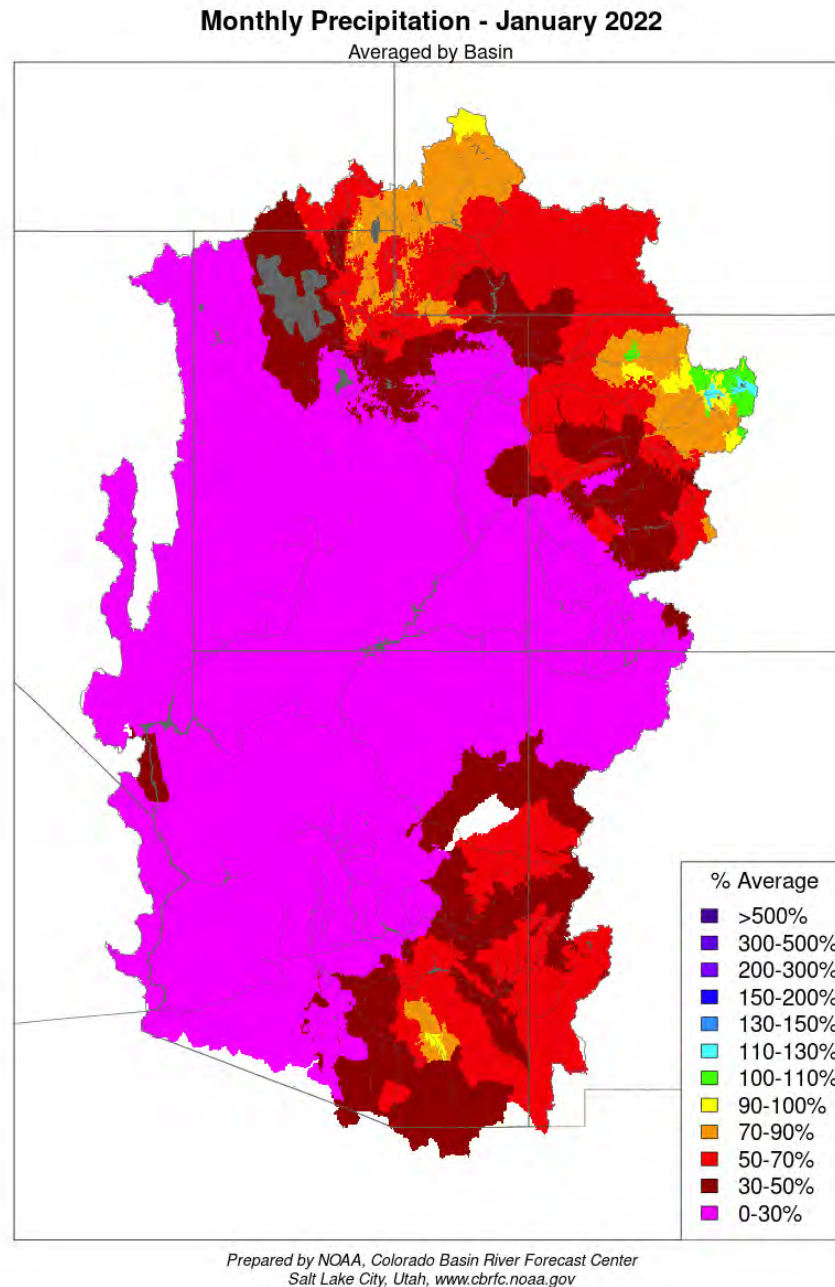 Monthly Precipitation - January 2022
Averaged by Basin
% Average
>500%
300-500%
200-300%
150-200%
130-150%
110-130%
100-110%
90-100%
70-90%
50-70%
30-50%
0-30%
Prepared by NOAA, Colorado Basin River Forecast Center
Salt Lake City, Utah, www.cbrfc.noaa.gov